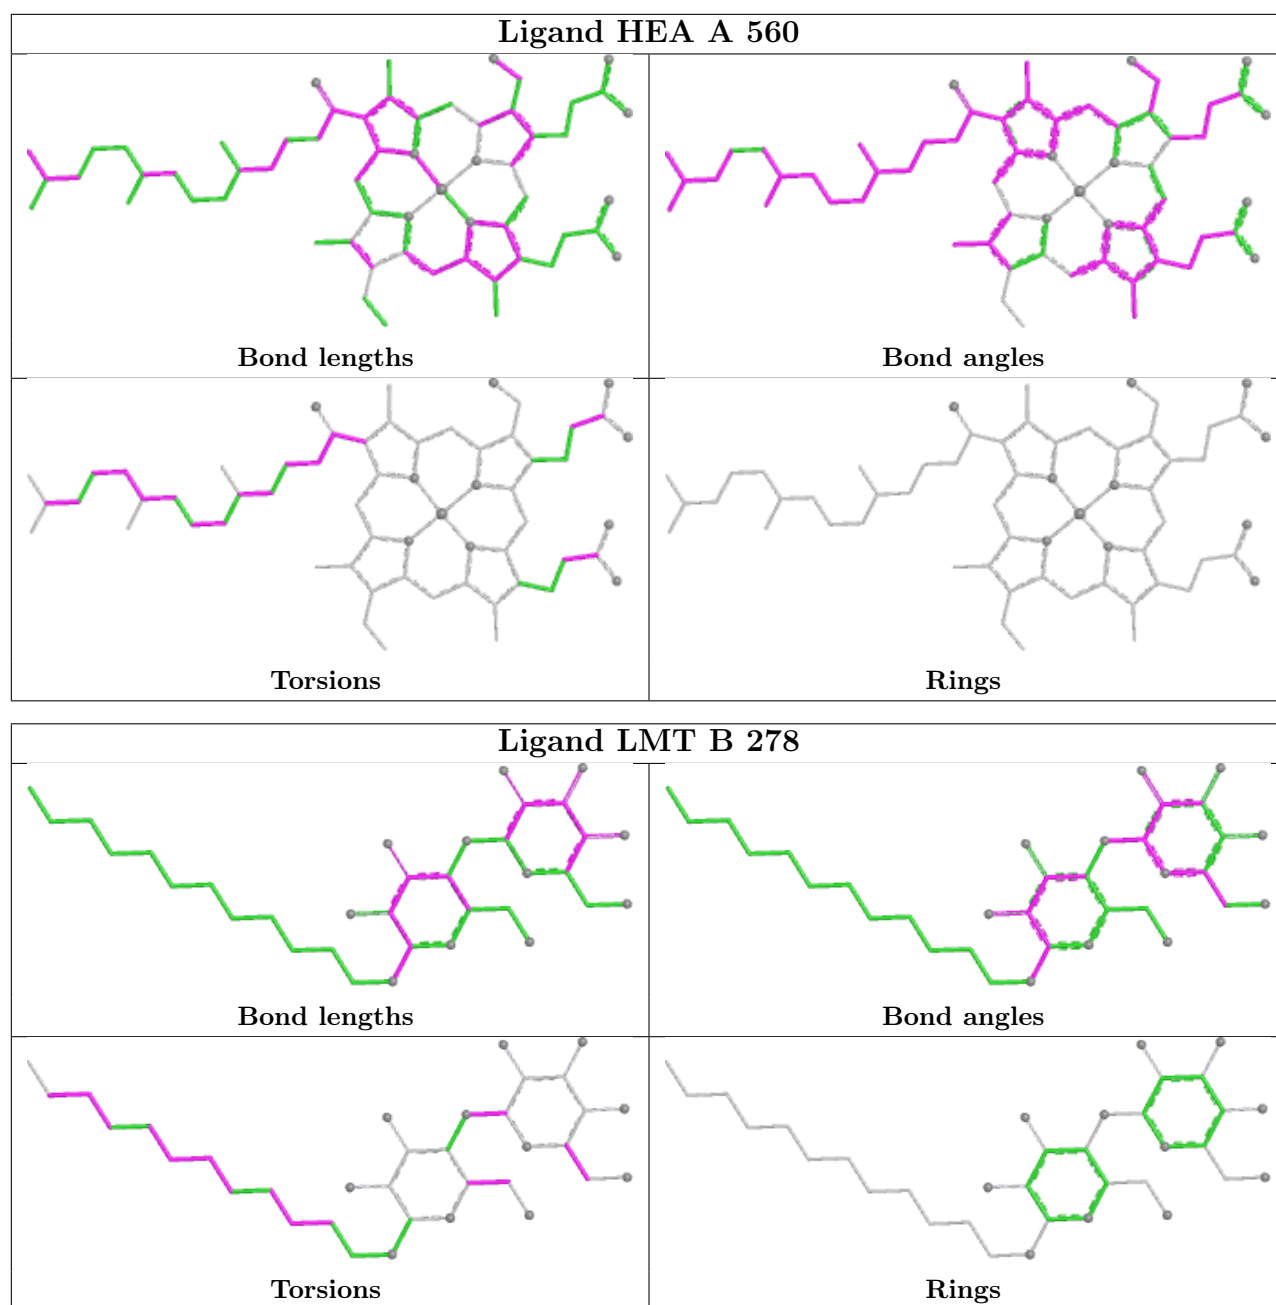 Ligand HEA A 560
Bond lengths
Bond angles
Torsions
Rings
Ligand LMT B 278
Bond lengths
Bond angles
Torsions
Rings